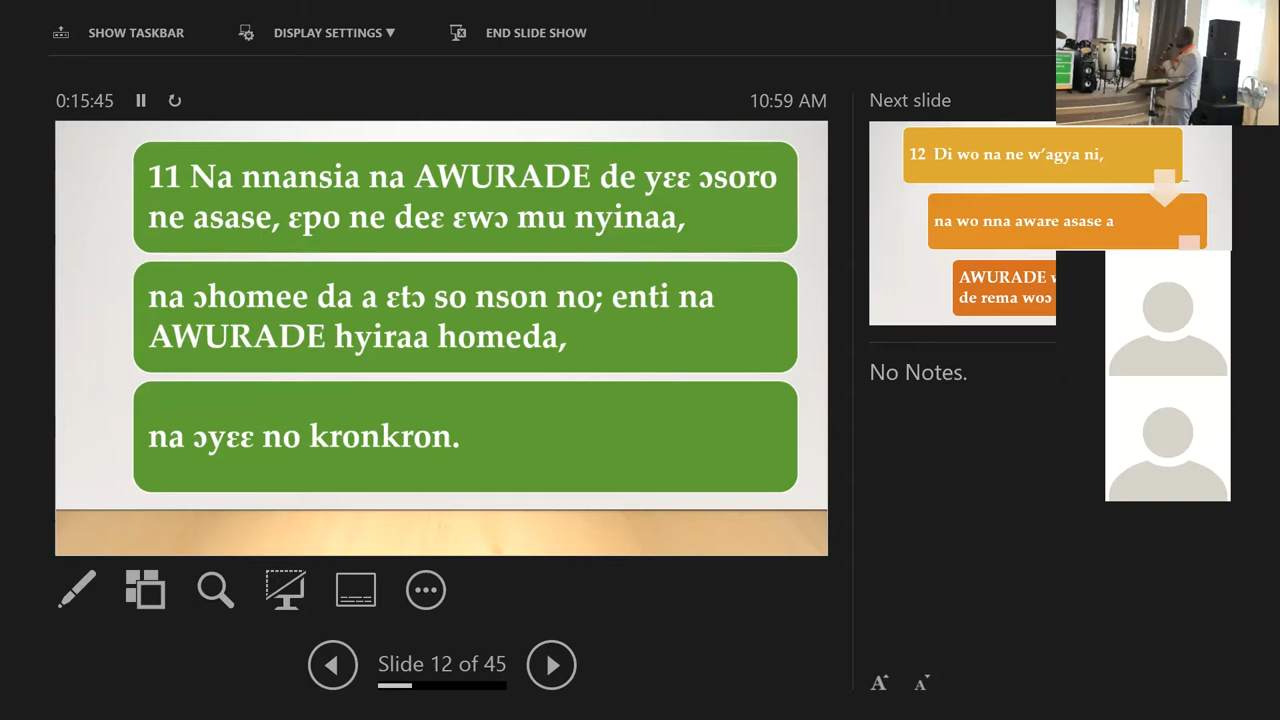 SHOW TASKBAR
DISPLAY SETTINGS ▼
END SLIDE SHOW
0:15:45
10:59 AM
11 Na nnansia na AWURADE de yɛɛ ɔsoro
ne asase, ɛpo ne deɛ ɛwɔ mu nyinaa,
na ɔhomee da a ɛtɔ so nson no; enti na
AWURADE hyiraa homeda,
na ɔyɛɛ no kronkron.
Slide 12 of 45
Next slide
12 Di wo na ne w'agya ni,
na wo nna aware asase a
AWURADE
de rema woɔ
No Notes.